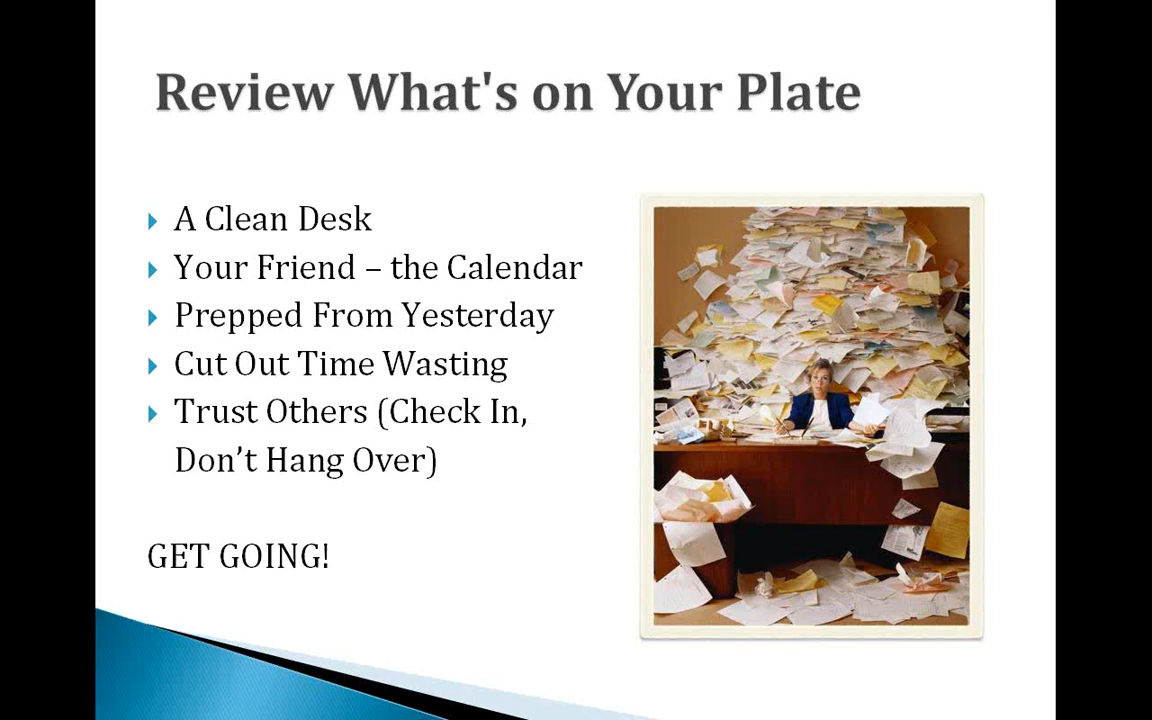 Review What's on Your Plate
A Clean Desk
Your Friend – the Calendar
Prepped From Yesterday
Cut Out Time Wasting
Trust Others (Check In,
Don’t Hang Over)
GET GOING!